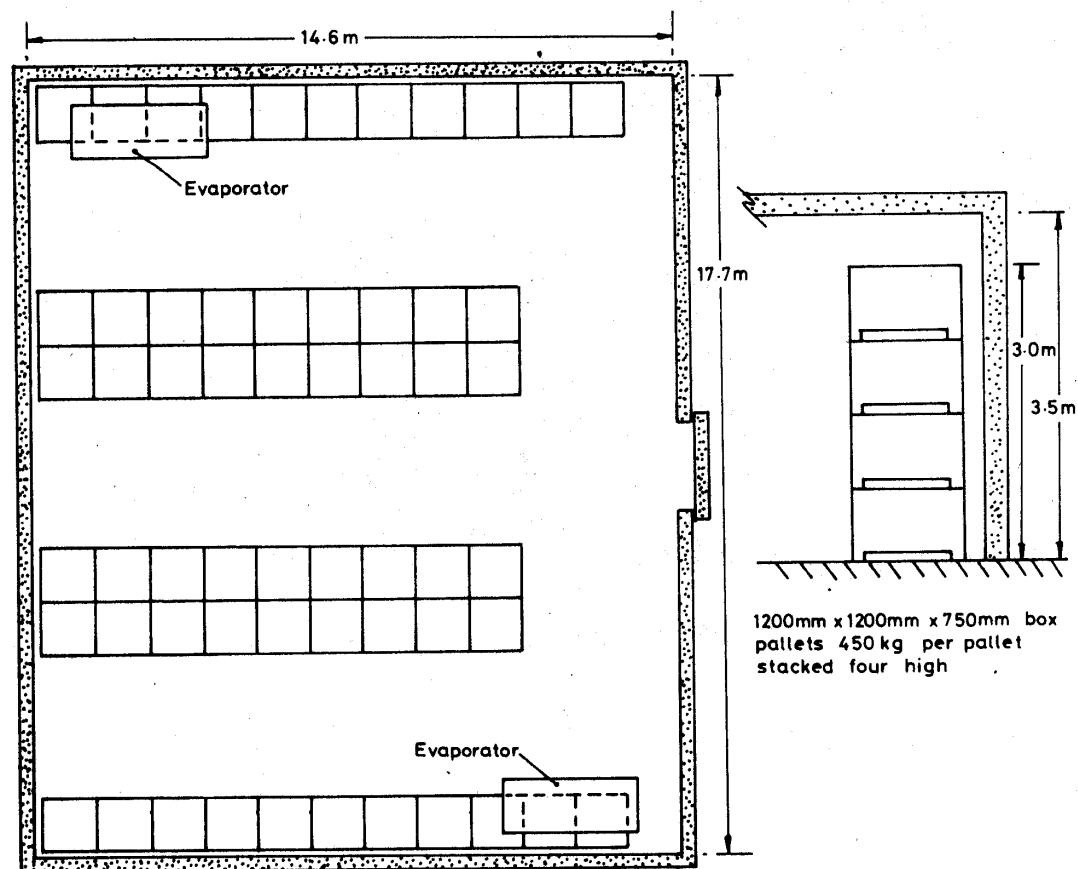 14.6 m
Evaporator
17.7m
3.0m
3.5m
1200mm x 1200mm x 750mm box
pallets 450 kg per pallet
stacked four high
Evaporator